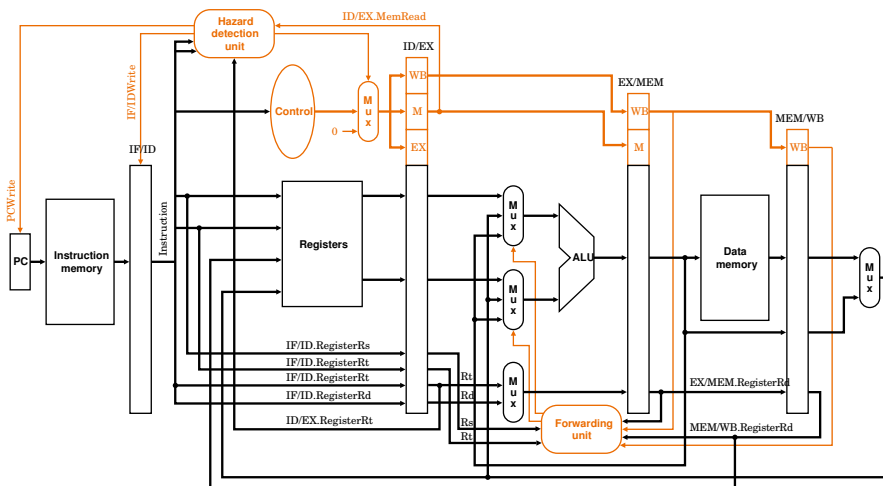 Hazard
detection
unit
ID/EX.MemRead
ID/EX
IF/IDWrite
WB
EX/MEM
Control
M
u
x
M
WB
MEM/WB
0
EX
M
WB
IF/ID
PCWrite
Instruction
M
u
x
PC
Instruction
memory
Registers
ALU
Data
memory
M
u
x
M
u
x
IF/ID.RegisterRs
IF/ID.RegisterRt
IF/ID.RegisterRt
Rt
M
u
x
EX/MEM.RegisterRd
IF/ID.RegisterRd
Rd
ID/EX.RegisterRt
Rs
Rt
Forwarding
unit
MEM/WB.RegisterRd